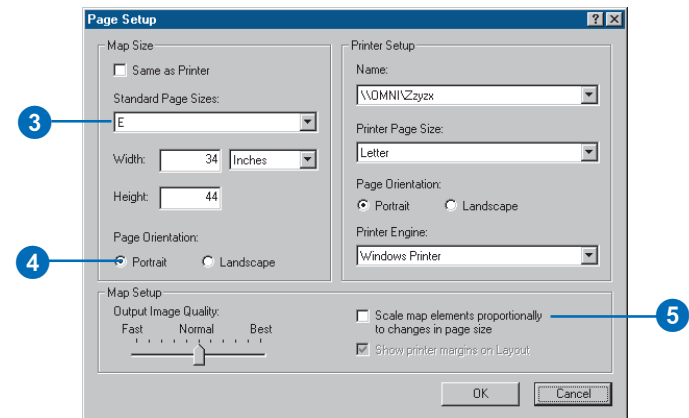 Page Setup
Map Size
Same as Printer
Standard Page Sizes:
3
E
Width: 34 Inches
Height: 44
Page Orientation:
4
Portrait Landscape
Printer Setup
Name:
\\OMNI\Zzyzx
Printer Page Size:
Letter
Page Orientation:
Portrait Landscape
Printer Engine:
Windows Printer
Map Setup
Output Image Quality:
Fast Normal Best
Scale map elements proportionally
to changes in page size
5
Show printer margins on Layout
OK Cancel